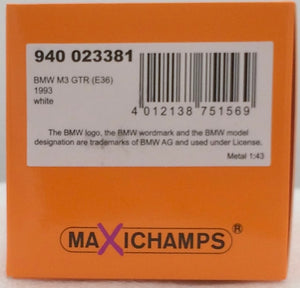 940 023381
BMW M3 GTR (E36)
1993
white
4 012138 751569
The BMW logo, the BMW wordmark and the BMW model
designation are trademarks of BMW AG and used under License.
Metal 1:43
MAXICHAMPS®